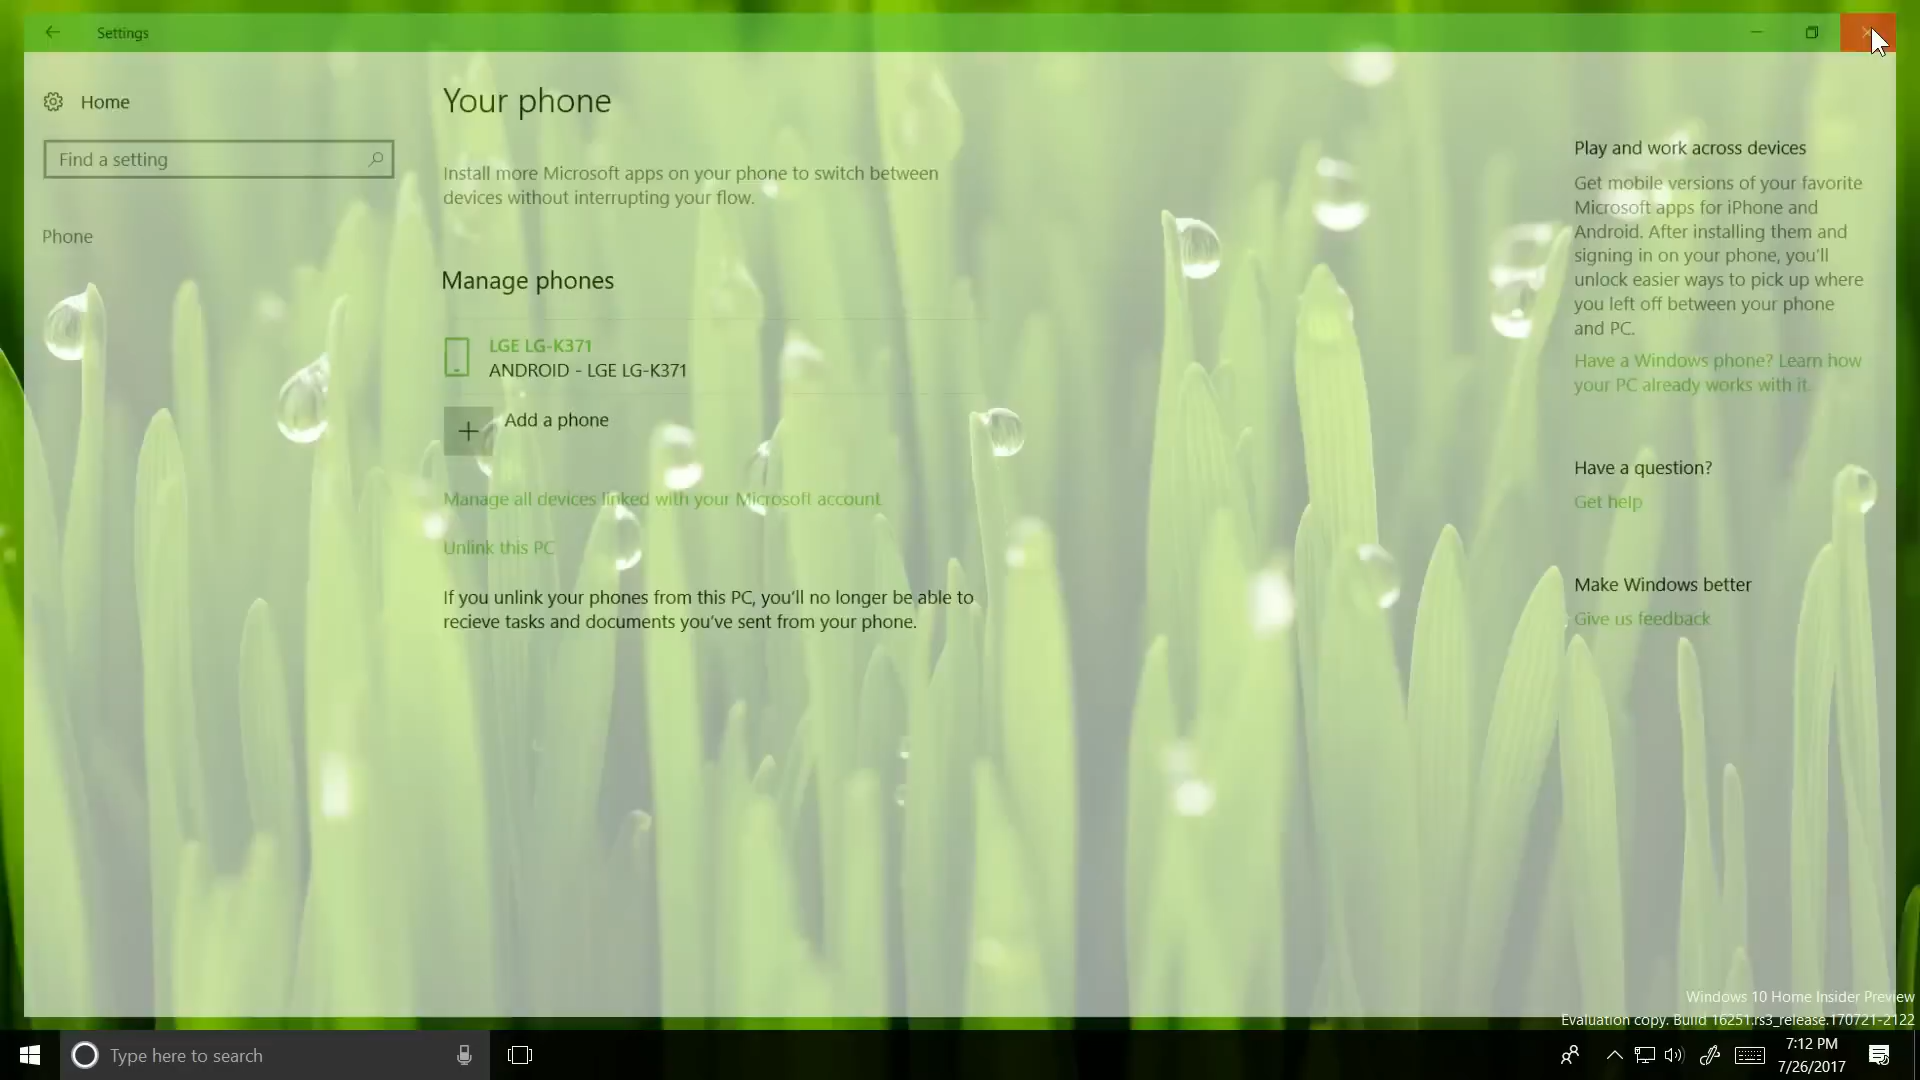 Settings
Home
Find a setting
Phone
Your phone
Install more Microsoft apps on your phone to switch between
devices without interrupting your flow.
Manage phones
LGE LG-K371
ANDROID - LGE LG-K371
Add a phone
Manage all devices linked with your Microsoft account
Unlink this PC
If you unlink your phones from this PC, you’ll no longer be able to
recieve tasks and documents you’ve sent from your phone.
Play and work across devices
Get mobile versions of your favorite
Microsoft apps for iPhone and
Android. After installing them and
signing in on your phone, you’ll
unlock easier ways to pick up where
you left off between your phone
and PC.
Have a Windows phone? Learn how
your PC already works with it.
Have a question?
Get help
Make Windows better
Give us feedback
Windows 10 Home Insider Preview
Evaluation copy. Build 16251.rs3_release.170721-2122
Type here to search
7:12 PM
7/26/2017